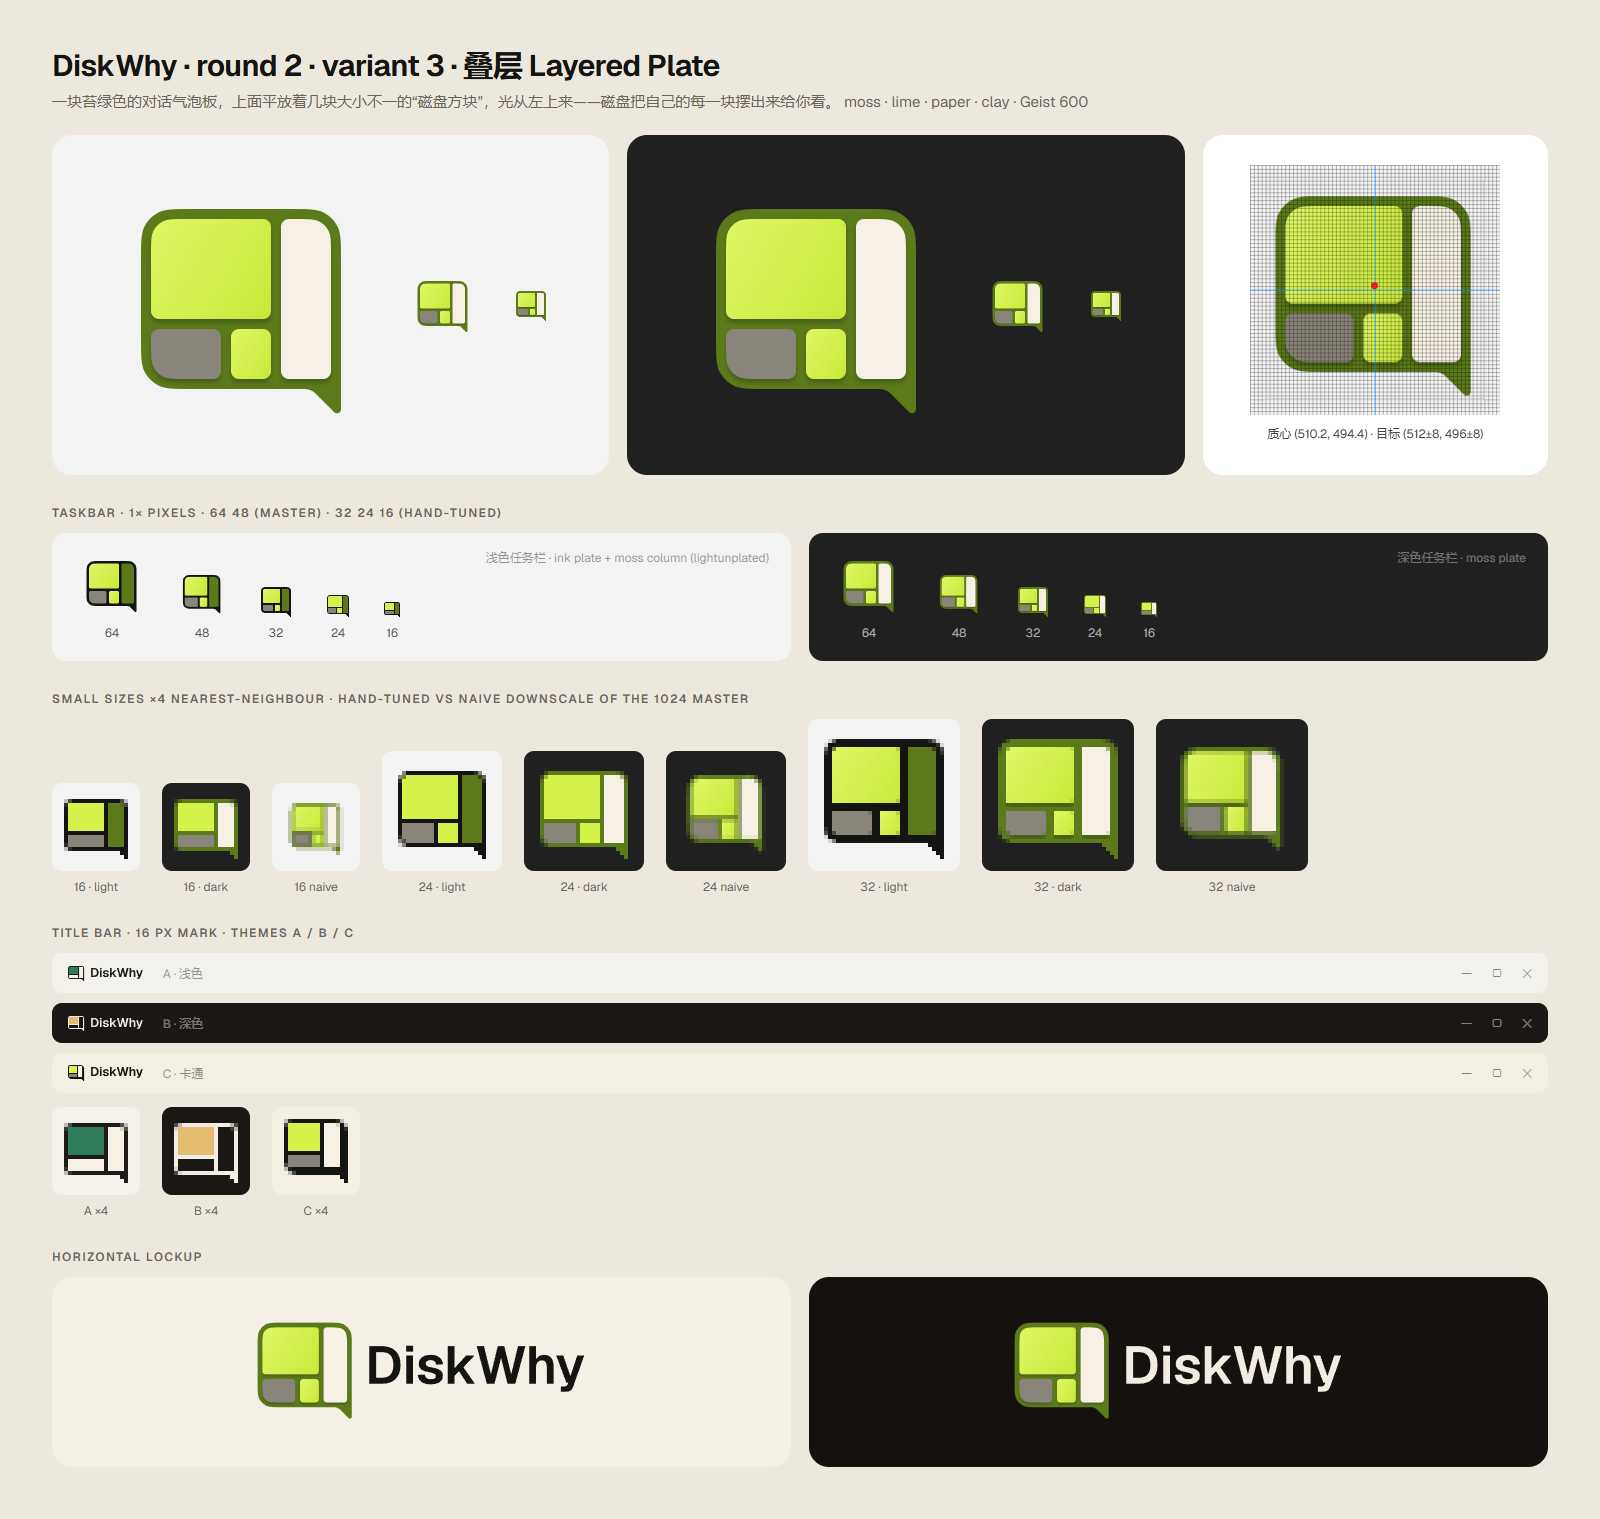 DiskWhy · round 2 · variant 3 · 叠层 Layered Plate
一块苔绿色的对话气泡板，上面平放着几块大小不一的“磁盘方块”，光从左上来——磁盘把自己的每一块摆出来给你看。 moss · lime · paper · clay · Geist 600
质心 (510.2, 494.4) · 目标 (512±8, 496±8)
TASKBAR · 1× PIXELS · 64 48 (MASTER) · 32 24 16 (HAND-TUNED)
浅色任务栏 · ink plate + moss column (lightunplated)
64 48 32 24 16
深色任务栏 · moss plate
64 48 32 24 16
SMALL SIZES ×4 NEAREST-NEIGHBOUR · HAND-TUNED VS NAIVE DOWNSCALE OF THE 1024 MASTER
16 · light 16 · dark 16 naive 24 · light 24 · dark 24 naive 32 · light 32 · dark 32 naive
TITLE BAR · 16 PX MARK · THEMES A / B / C
DiskWhy A · 浅色
DiskWhy B · 深色
DiskWhy C · 卡通
A ×4 B ×4 C ×4
HORIZONTAL LOCKUP
DiskWhy
DiskWhy